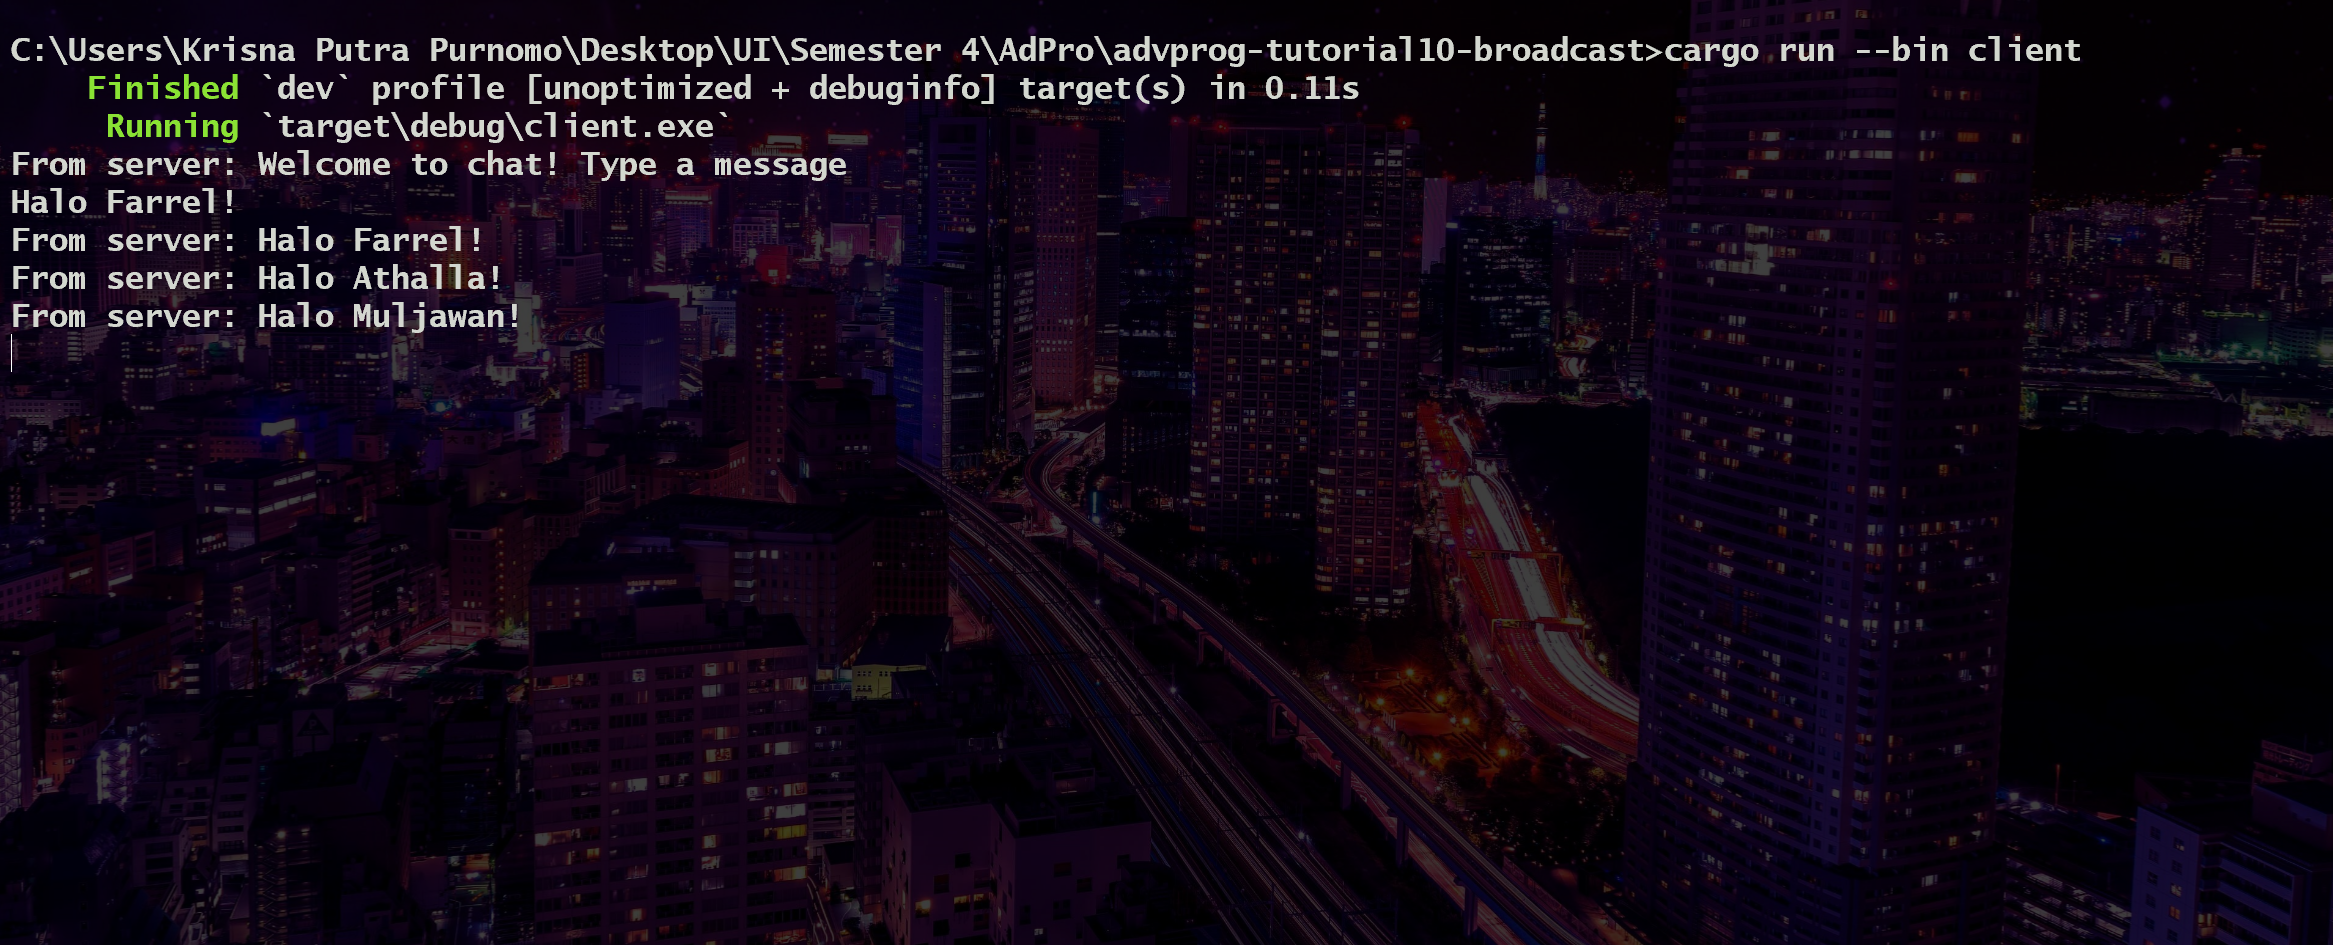 C:\Users\Krisna Putra Purnomo\Desktop\UI\Semester 4\AdPro\advprog-tutorial10-broadcast>cargo run --bin client
Finished `dev` profile [unoptimized + debuginfo] target(s) in 0.11s
Running `target\debug\client.exe`
From server: Welcome to chat! Type a message
Halo Farrel!
From server: Halo Farrel!
From server: Halo Athalla!
From server: Halo Muljawan!